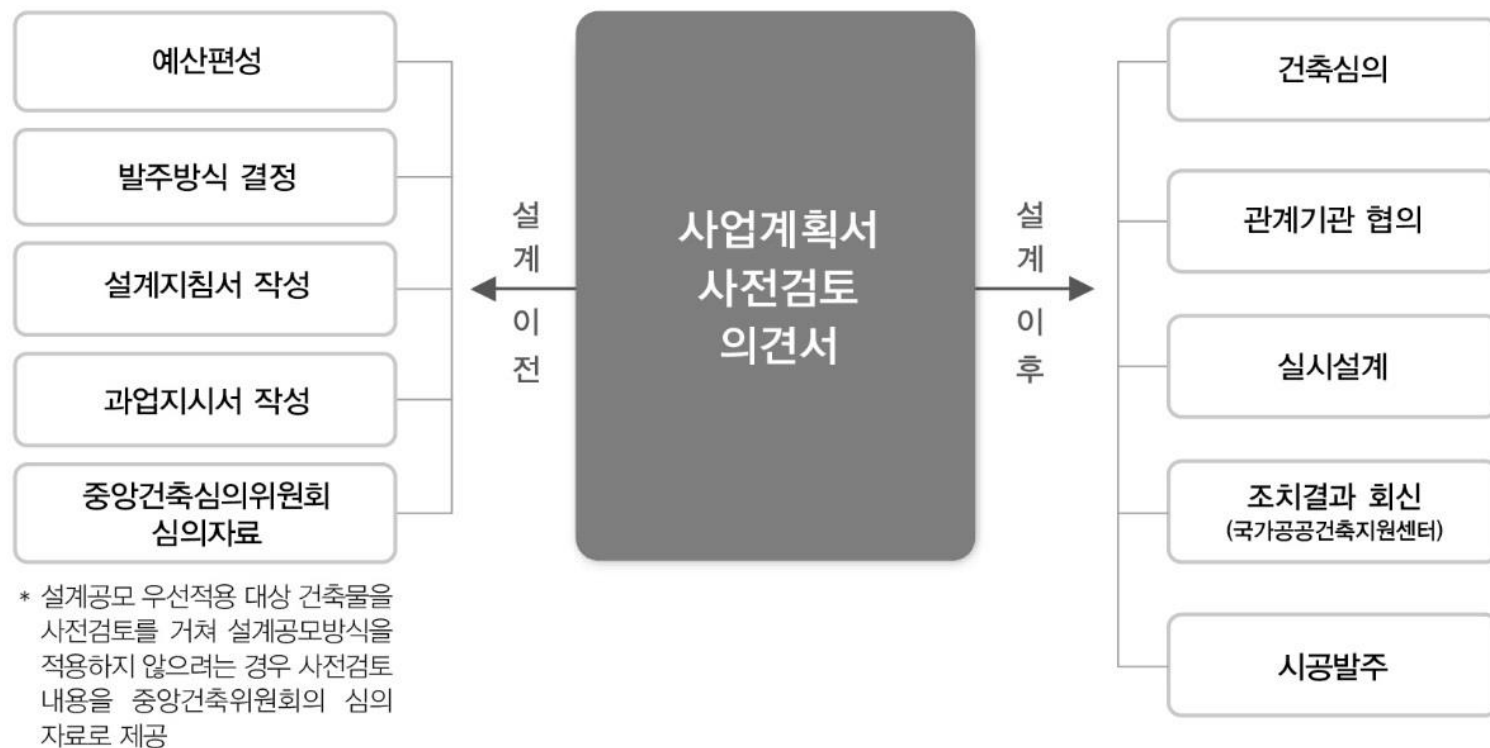 예산편성
발주방식 결정
설계지침서 작성
과업지시서 작성
중앙건축심의위원회
심의자료
* 설계공모 우선적용 대상 건축물을
사전검토를 거쳐 설계공모방식을
적용하지 않으려는 경우 사전검토
내용을 중앙건축위원회의 심의
자료로 제공
설계 이전
사업계획서
사전검토
의견서
설계 이후
건축심의
관계기관 협의
실시설계
조치결과 회신
(국가공공건축지원센터)
시공발주